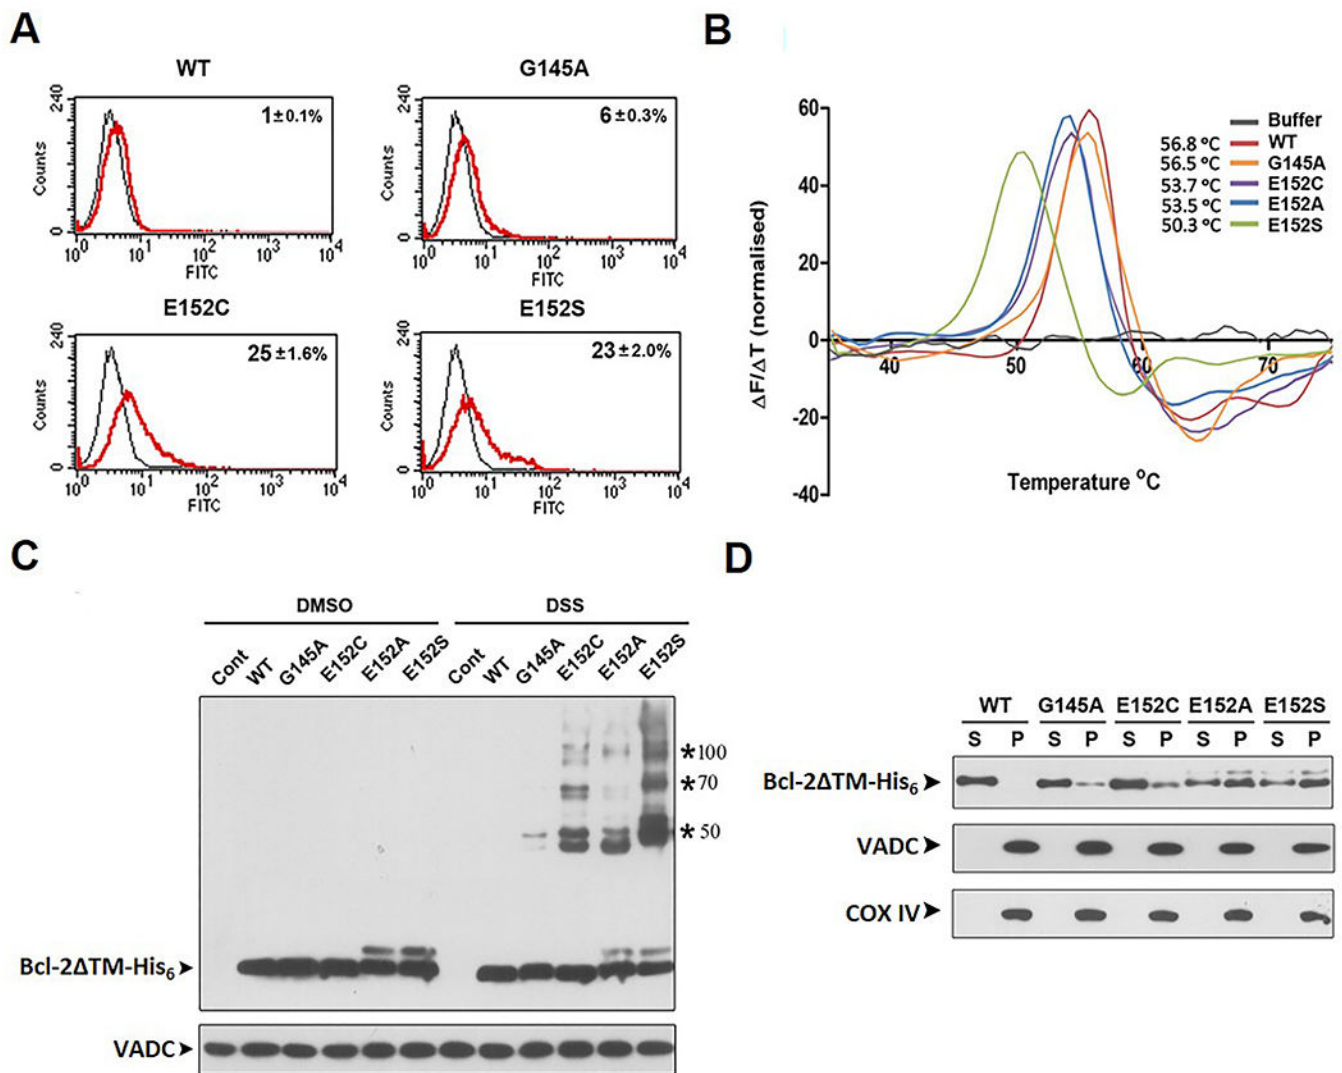 A
WT
240
Counts
0
1±0.1%
10⁰ 10¹ 10² 10³ 10⁴
FITC
G145A
240
Counts
0
6±0.3%
10⁰ 10¹ 10² 10³ 10⁴
FITC
E152C
240
Counts
0
25±1.6%
10⁰ 10¹ 10² 10³ 10⁴
FITC
E152S
240
Counts
0
23±2.0%
10⁰ 10¹ 10² 10³ 10⁴
FITC
B
ΔF/ΔT (normalised)
60
40
20
0
-20
-40
40 50 60 70
Temperature ºC
Buffer
56.8 ºC WT
56.5 ºC G145A
53.7 ºC E152C
53.5 ºC E152A
50.3 ºC E152S
C
DMSO DSS
Cont WT G145A E152C E152A E152S Cont WT G145A E152C E152A E152S
*100
*70
*50
Bcl-2ΔTM-His₆
VADC
D
WT G145A E152C E152A E152S
S P S P S P S P S P
Bcl-2ΔTM-His₆
VADC
COX IV